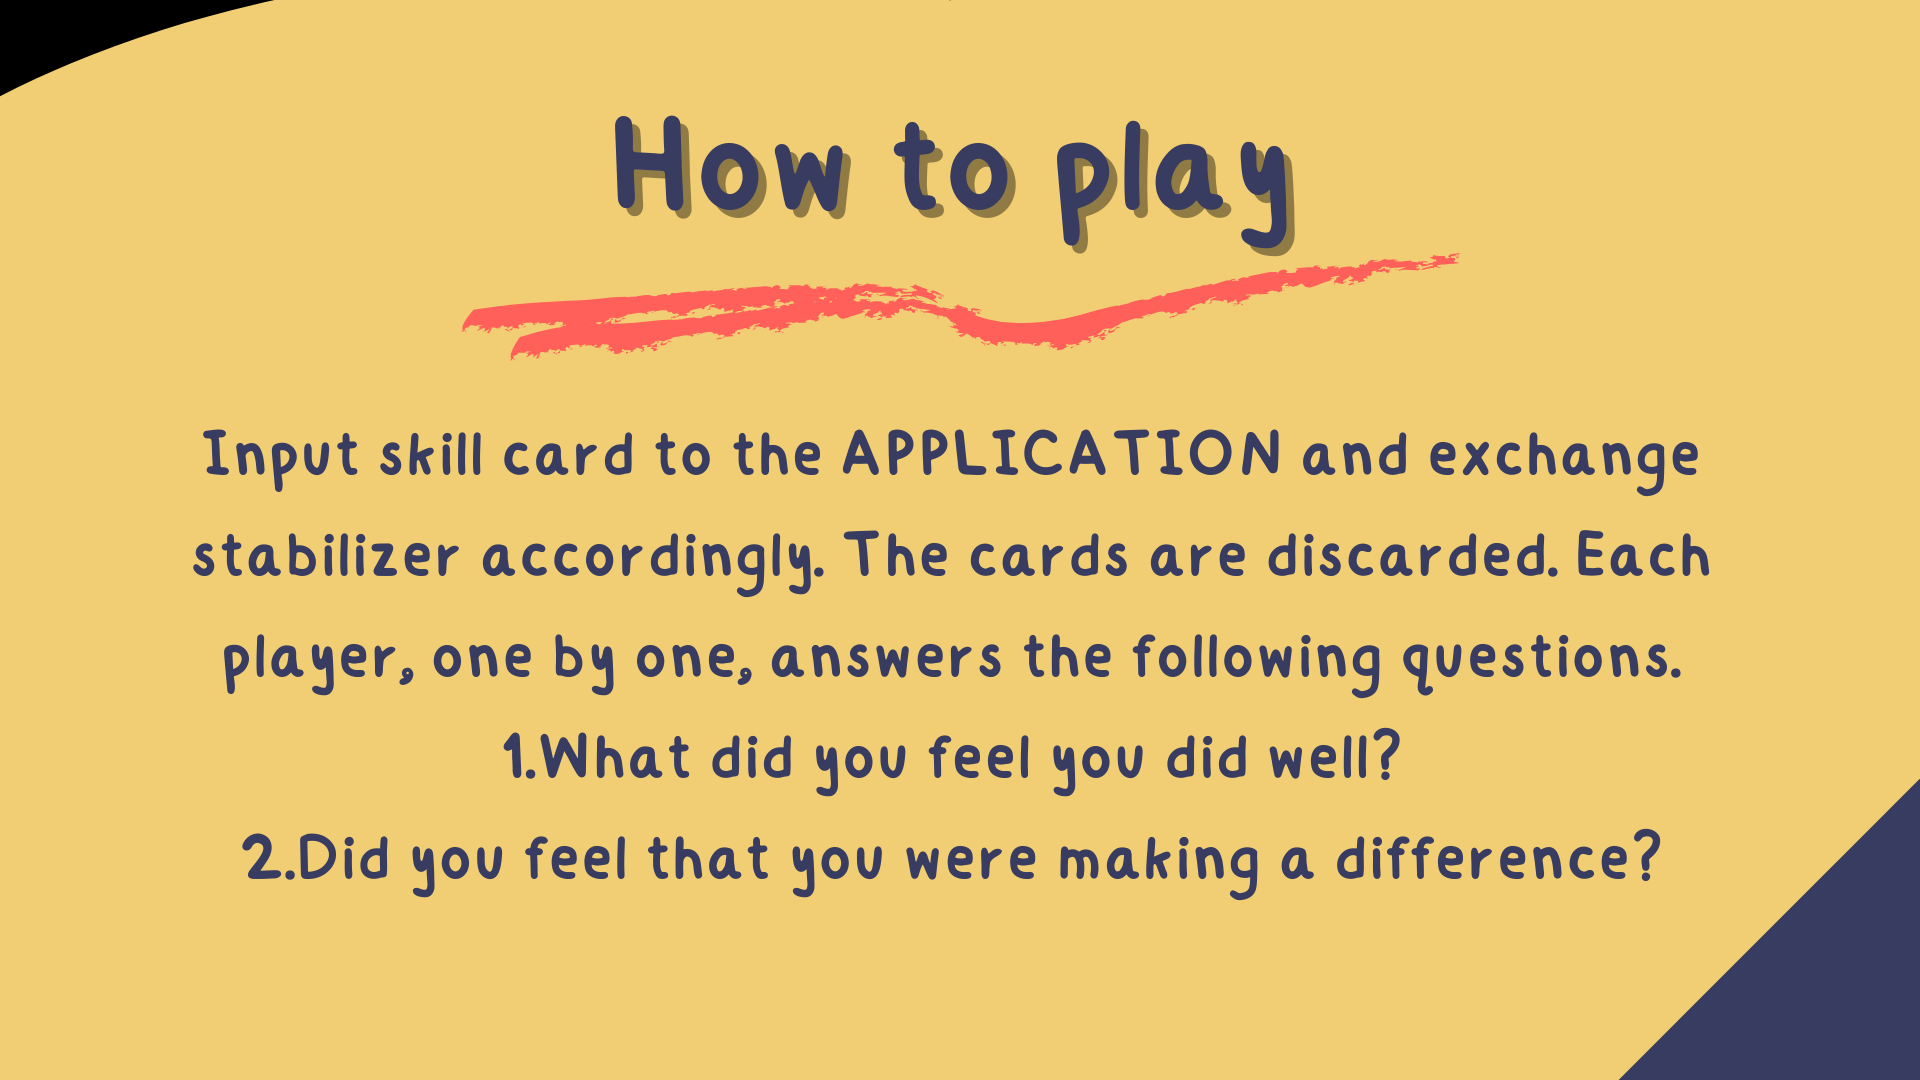 How to play
Input skill card to the APPLICATION and exchange
stabilizer accordingly. The cards are discarded. Each
player, one by one, answers the following questions.
1.What did you feel you did well?
2.Did you feel that you were making a difference?